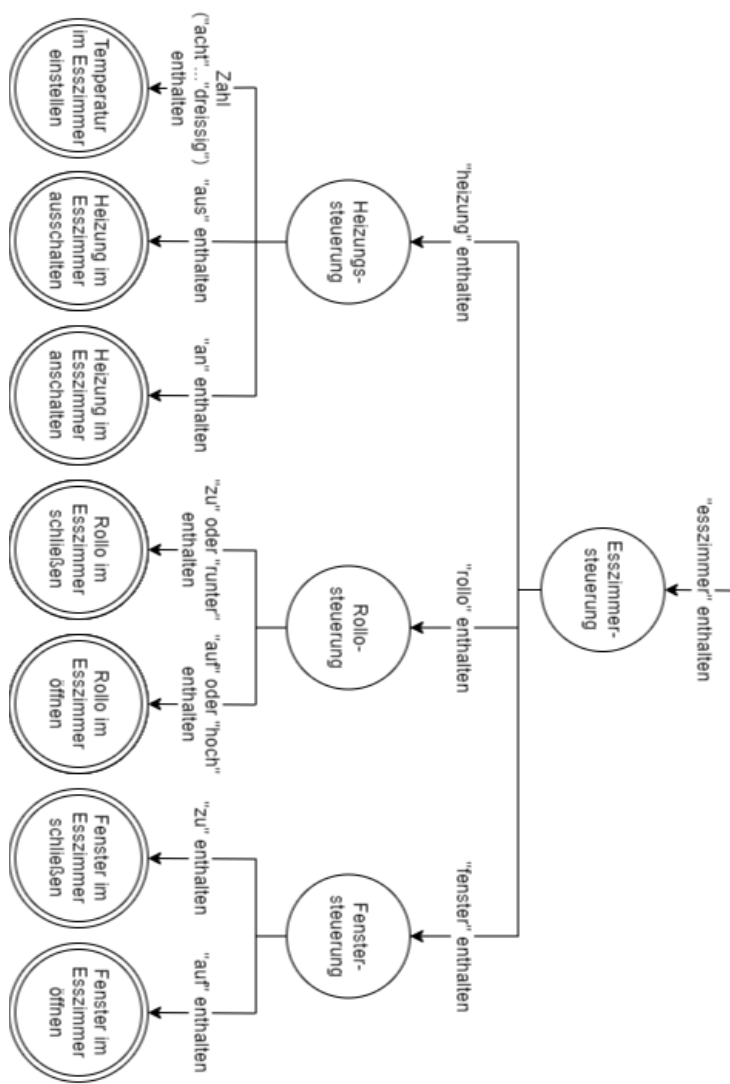 "esszimmer" enthalten
Esszimmer-
steuerung
"heizung" enthalten
"rollo" enthalten
"fenster" enthalten
Heizungs-
steuerung
Rollo-
steuerung
Fenster-
steuerung
Zahl
("acht" ... "dreissig")
enthalten
"aus" enthalten
"an" enthalten
"zu" oder "runter"
enthalten
"auf" oder "hoch"
enthalten
"zu" enthalten
"auf" enthalten
Temperatur
im Esszimmer
einstellen
Heizung im
Esszimmer
ausschalten
Heizung im
Esszimmer
anschalten
Rollo im
Esszimmer
schließen
Rollo im
Esszimmer
öffnen
Fenster im
Esszimmer
schließen
Fenster im
Esszimmer
öffnen